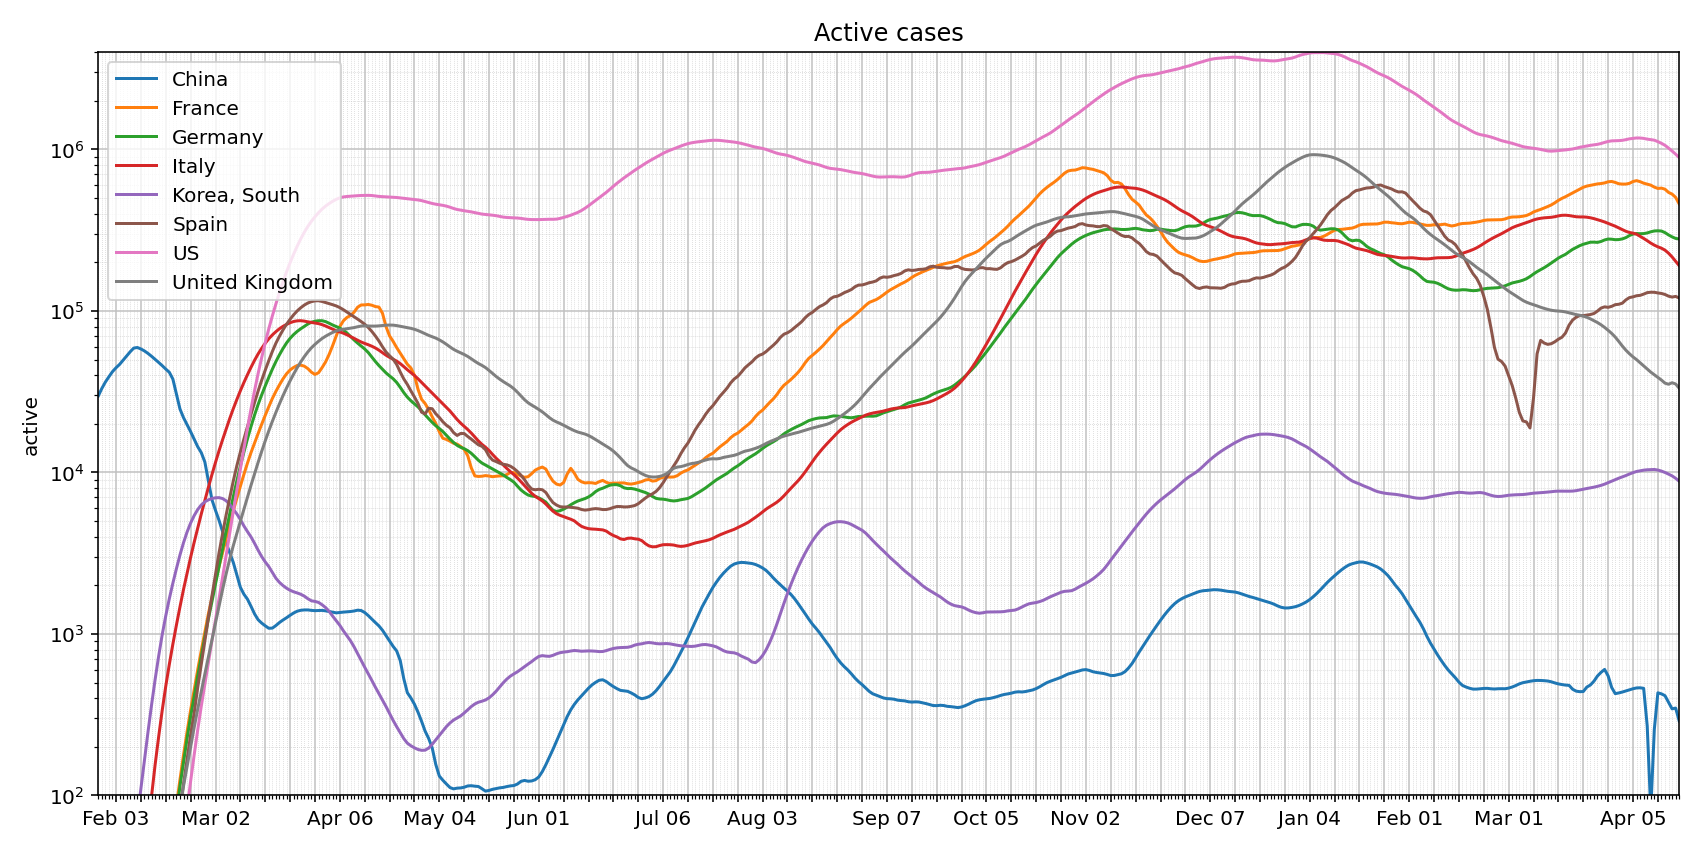 Active cases
China
France
Germany
Italy
Korea, South
Spain
US
United Kingdom
active
10^6
10^5
10^4
10^3
10^2
Feb 03 Mar 02 Apr 06 May 04 Jun 01 Jul 06 Aug 03 Sep 07 Oct 05 Nov 02 Dec 07 Jan 04 Feb 01 Mar 01 Apr 05